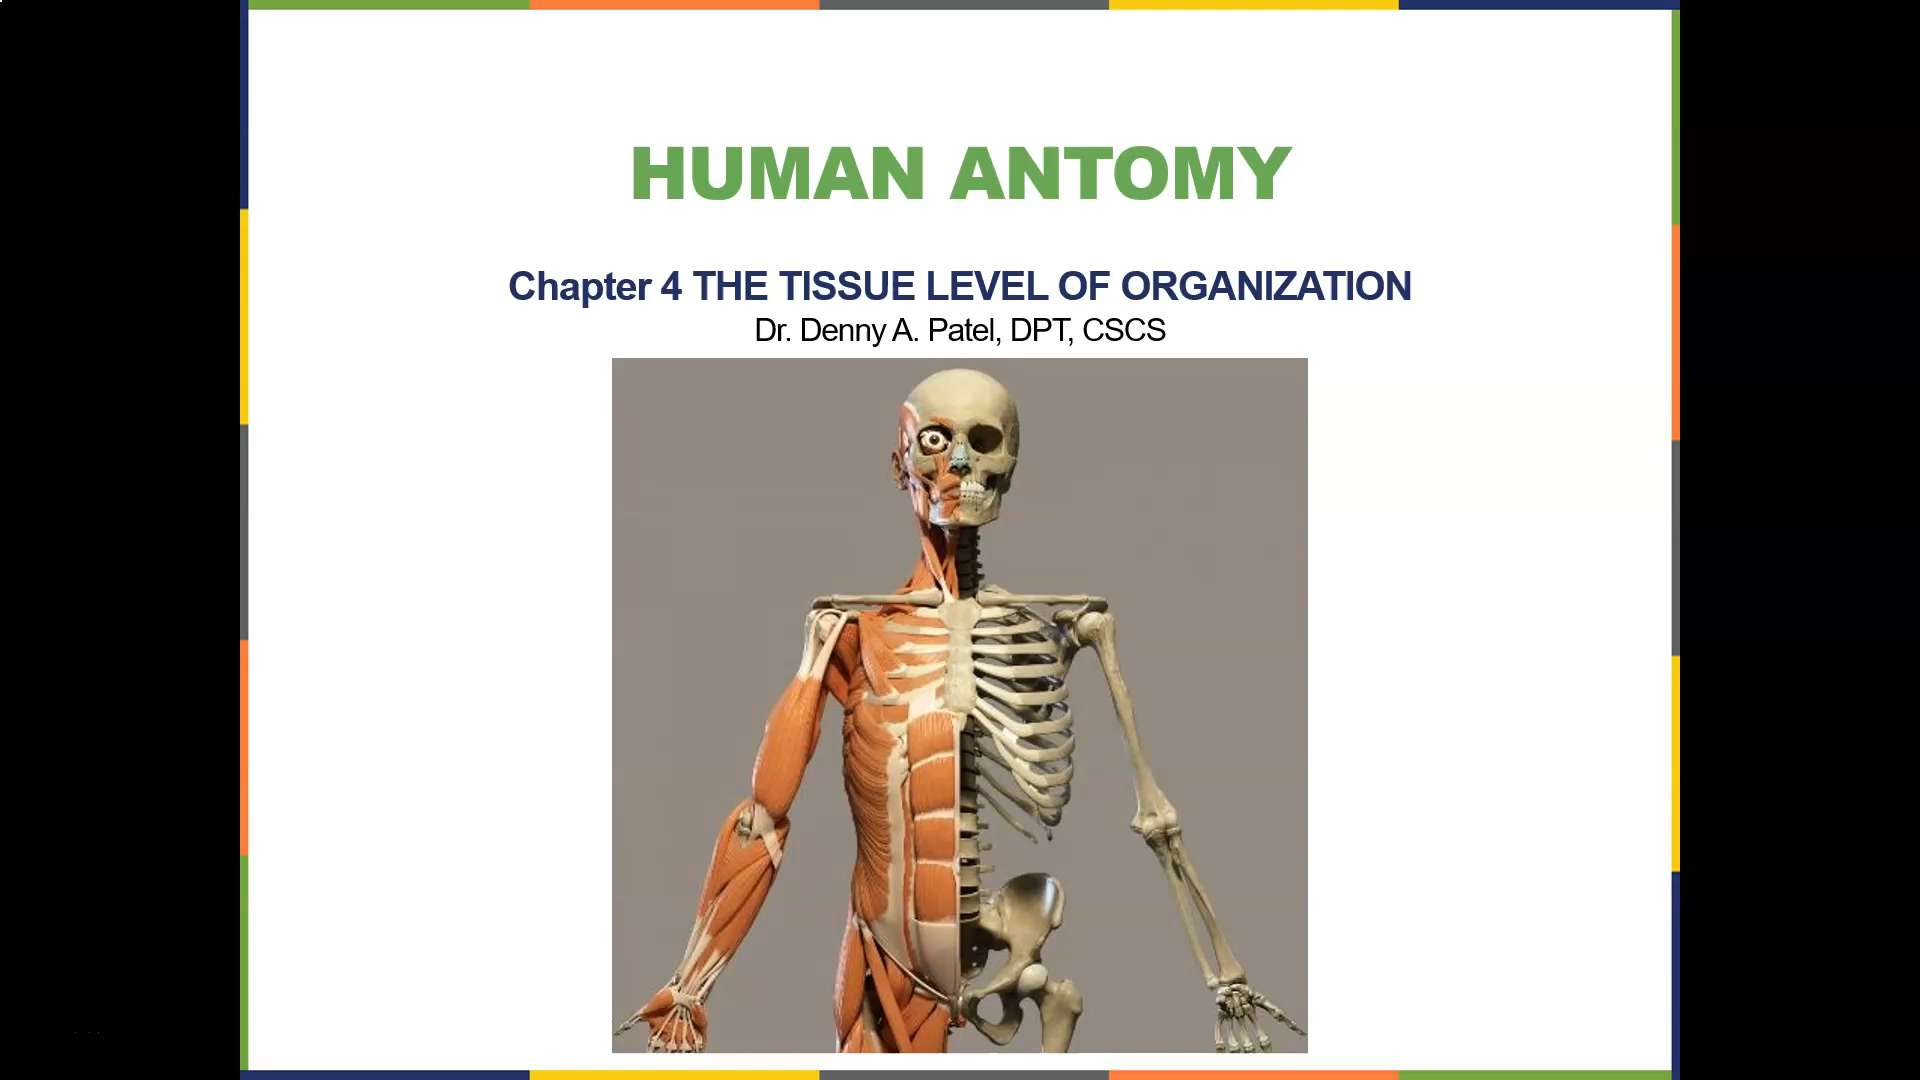 HUMAN ANTOMY
Chapter 4 THE TISSUE LEVEL OF ORGANIZATION
Dr. Denny A. Patel, DPT, CSCS